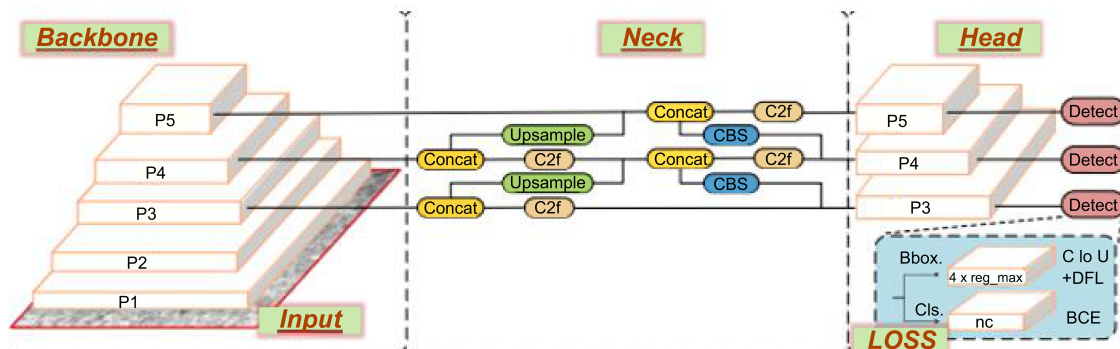 Backbone
Neck
Head
P5
Concat
C2f
P5
Detect
Upsample
CBS
P4
Concat
C2f
Concat
C2f
P4
Detect
Upsample
CBS
P3
Concat
C2f
P3
Detect
P2
P1
Input
Bbox.
4 x reg_max
C lo U
+DFL
Cls.
nc
BCE
LOSS